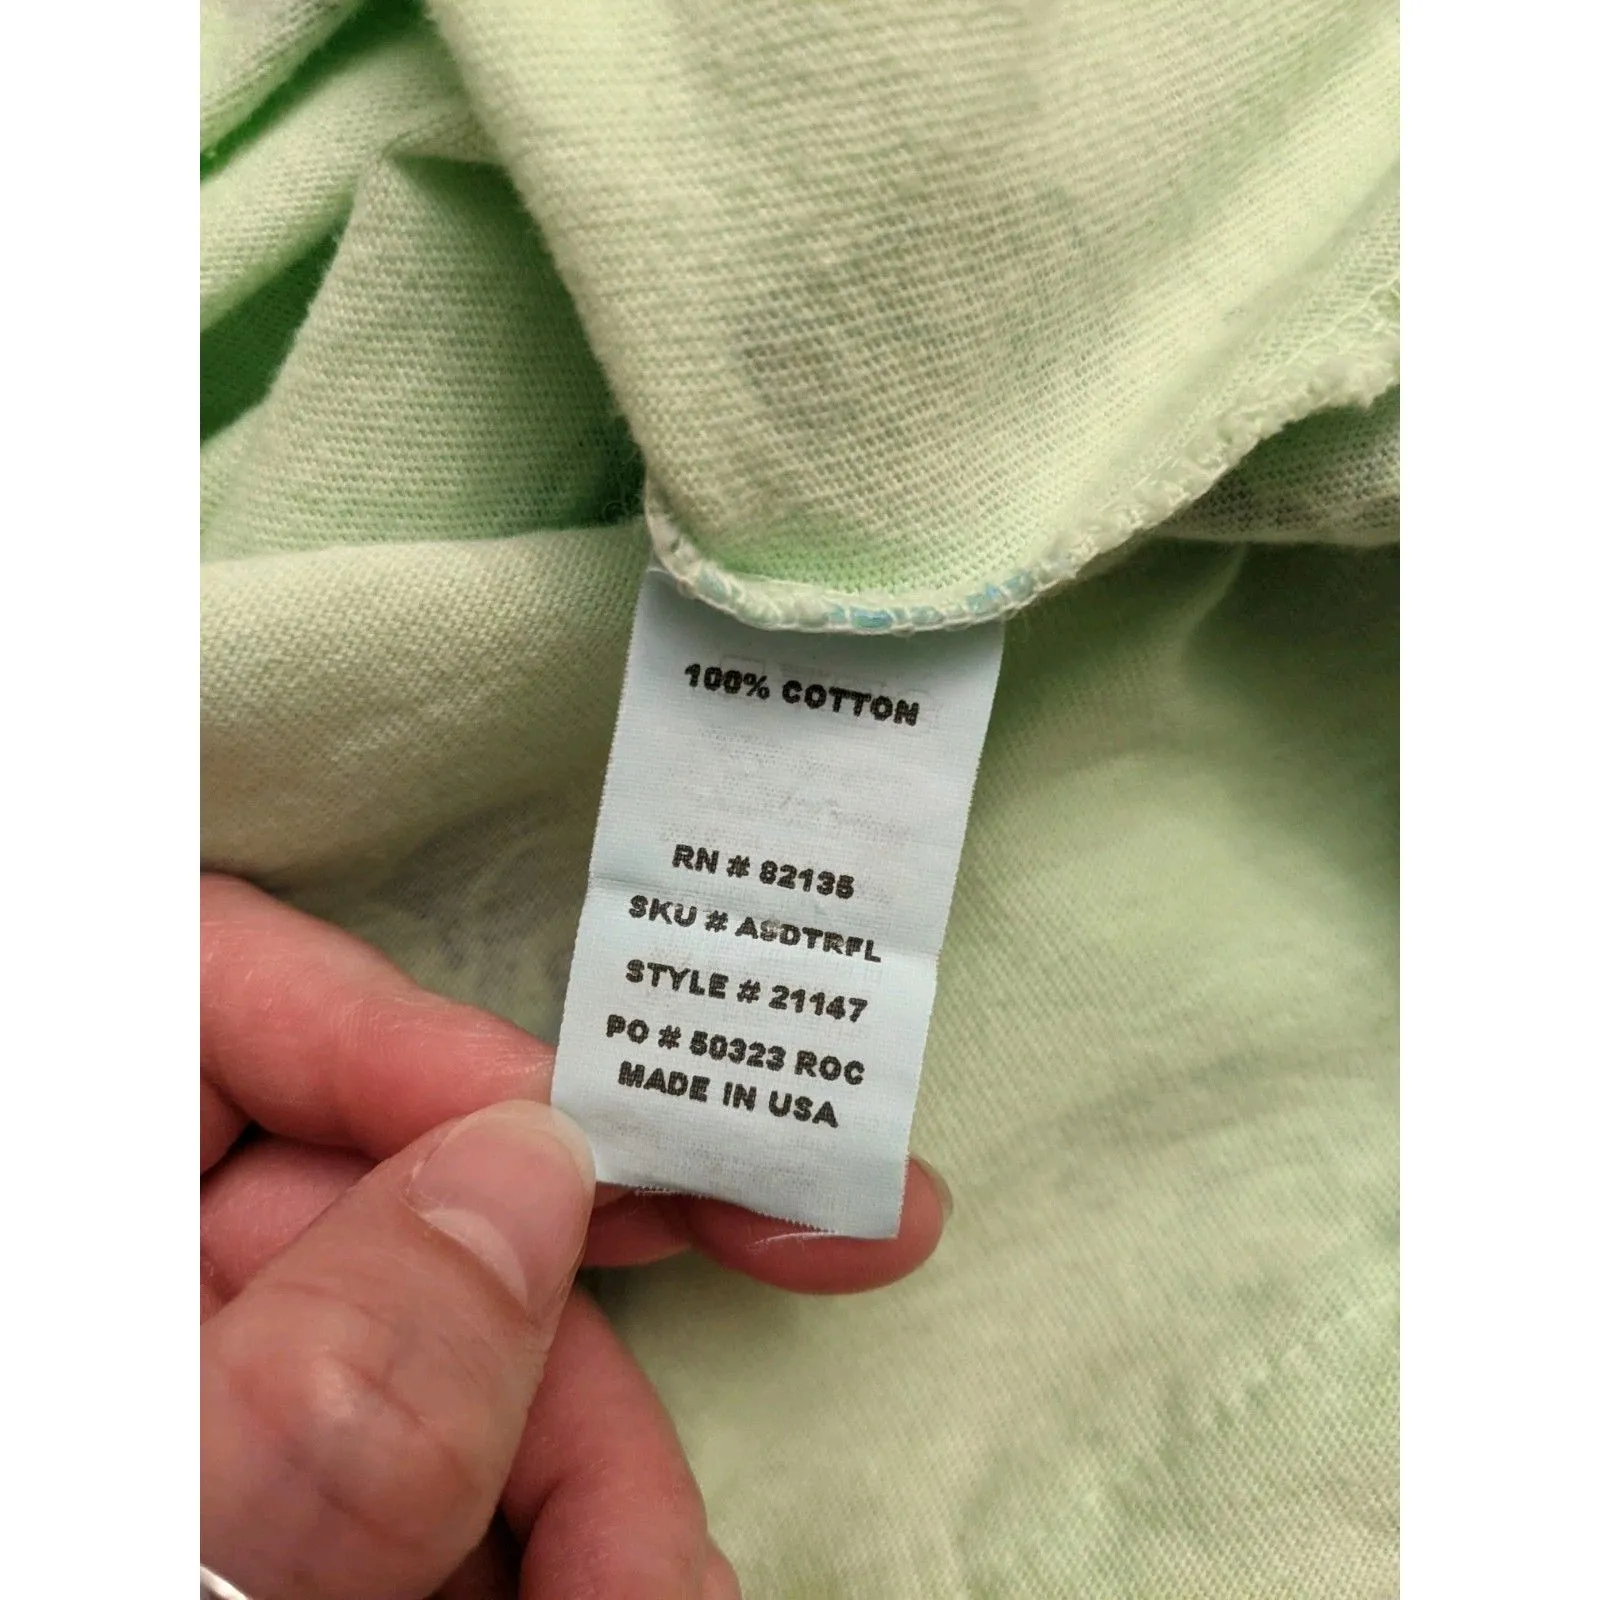 100% COTTON
RN # 82135
SKU # ASDTRFL
STYLE # 21147
PO # 50323 ROC
MADE IN USA